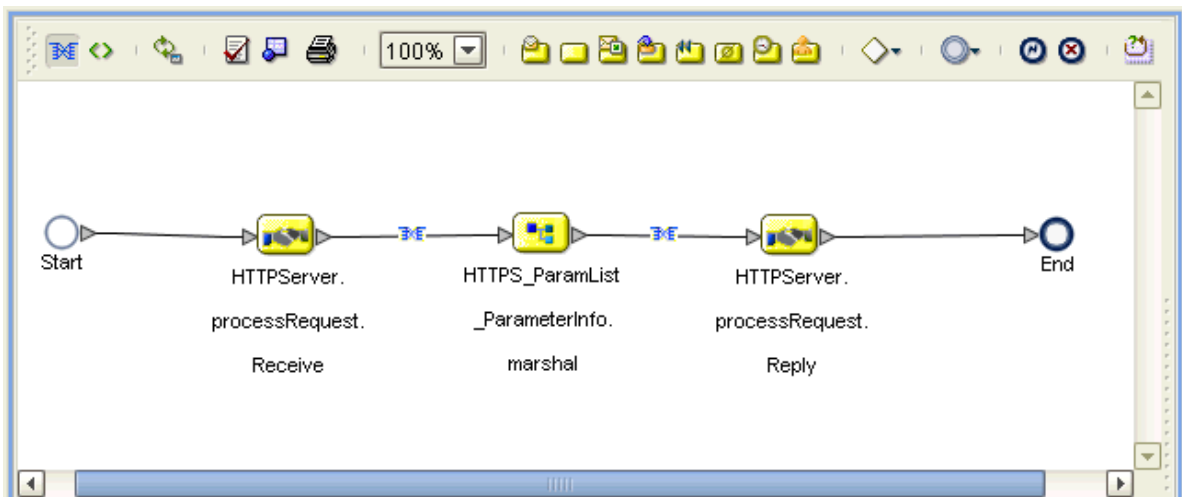 100%
Start
HTTPServer.
processRequest.
Receive
HTTPS_ParamList
_ParameterInfo.
marshal
HTTPServer.
processRequest.
Reply
End